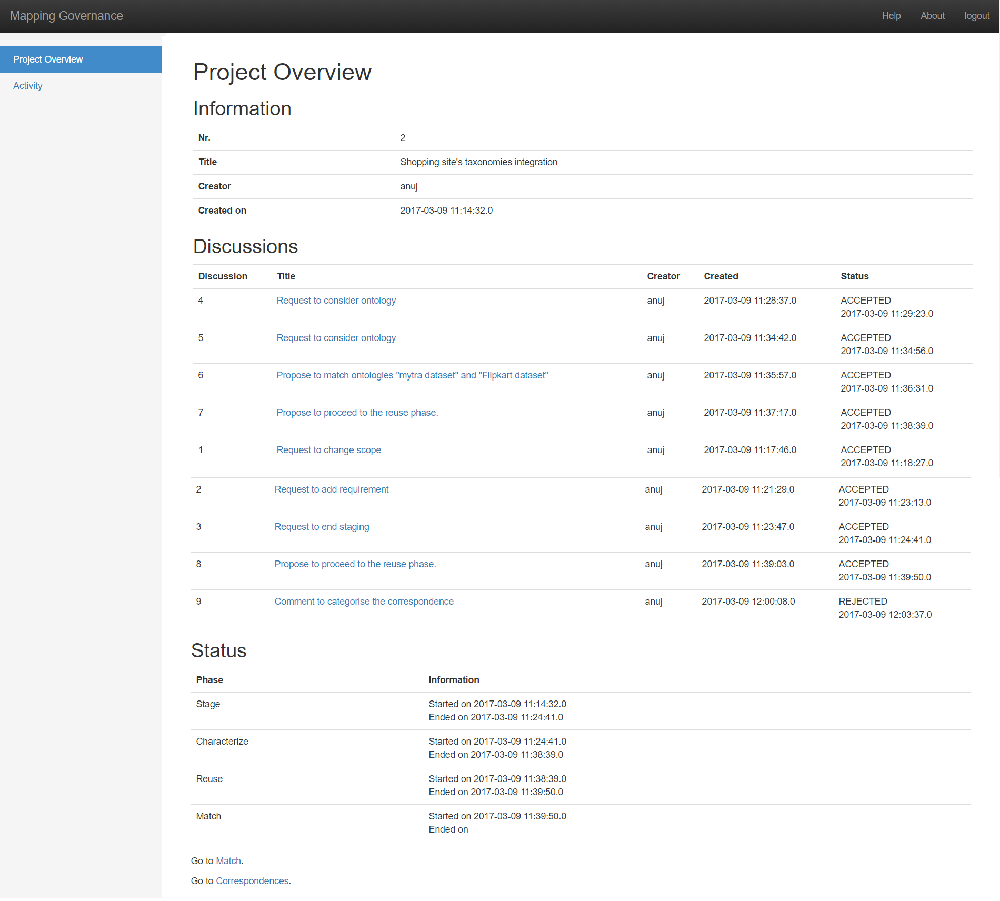 Mapping Governance Help About logout
Project Overview
Activity
Project Overview
Information
Nr. 2
Title Shopping site's taxonomies integration
Creator anuj
Created on 2017-03-09 11:14:32.0
Discussions
Discussion Title Creator Created Status
4 Request to consider ontology anuj 2017-03-09 11:28:37.0 ACCEPTED
2017-03-09 11:29:23.0
5 Request to consider ontology anuj 2017-03-09 11:34:42.0 ACCEPTED
2017-03-09 11:34:56.0
6 Propose to match ontologies "mytra dataset" and "Flipkart dataset" anuj 2017-03-09 11:35:57.0 ACCEPTED
2017-03-09 11:36:31.0
7 Propose to proceed to the reuse phase. anuj 2017-03-09 11:37:17.0 ACCEPTED
2017-03-09 11:38:39.0
1 Request to change scope anuj 2017-03-09 11:17:46.0 ACCEPTED
2017-03-09 11:18:27.0
2 Request to add requirement anuj 2017-03-09 11:21:29.0 ACCEPTED
2017-03-09 11:23:13.0
3 Request to end staging anuj 2017-03-09 11:23:47.0 ACCEPTED
2017-03-09 11:24:41.0
8 Propose to proceed to the reuse phase. anuj 2017-03-09 11:39:03.0 ACCEPTED
2017-03-09 11:39:50.0
9 Comment to categorise the correspondence anuj 2017-03-09 12:00:08.0 REJECTED
2017-03-09 12:03:37.0
Status
Phase Information
Stage Started on 2017-03-09 11:14:32.0
Ended on 2017-03-09 11:24:41.0
Characterize Started on 2017-03-09 11:24:41.0
Ended on 2017-03-09 11:38:39.0
Reuse Started on 2017-03-09 11:38:39.0
Ended on 2017-03-09 11:39:50.0
Match Started on 2017-03-09 11:39:50.0
Ended on
Go to Match.
Go to Correspondences.